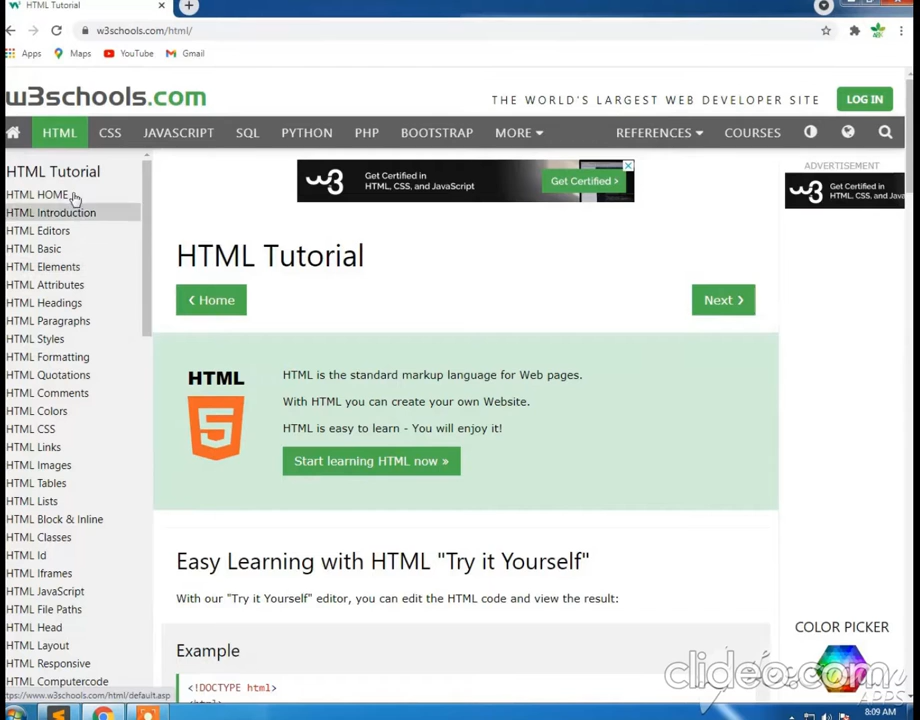 HTML Tutorial
w3schools.com/html/
Apps Maps YouTube Gmail
w3schools.com
THE WORLD'S LARGEST WEB DEVELOPER SITE
LOG IN
HTML CSS JAVASCRIPT SQL PYTHON PHP BOOTSTRAP MORE REFERENCES COURSES
HTML Tutorial
HTML HOME
HTML Introduction
HTML Editors
HTML Basic
HTML Elements
HTML Attributes
HTML Headings
HTML Paragraphs
HTML Styles
HTML Formatting
HTML Quotations
HTML Comments
HTML Colors
HTML CSS
HTML Links
HTML Images
HTML Tables
HTML Lists
HTML Block & Inline
HTML Classes
HTML Id
HTML Iframes
HTML JavaScript
HTML File Paths
HTML Head
HTML Layout
HTML Responsive
HTML Computercode
ttps://www.w3schools.com/html/default.asp
w3
Get Certified in
HTML, CSS, and JavaScript
Get Certified >
HTML Tutorial
❮ Home
Next ❯
HTML
5
HTML is the standard markup language for Web pages.
With HTML you can create your own Website.
HTML is easy to learn - You will enjoy it!
Start learning HTML now »
Easy Learning with HTML "Try it Yourself"
With our "Try it Yourself" editor, you can edit the HTML code and view the result:
Example
<!DOCTYPE html>
ADVERTISEMENT
w3
Get Certified in
HTML, CSS, and Java
COLOR PICKER
clideo.com
8:09 AM